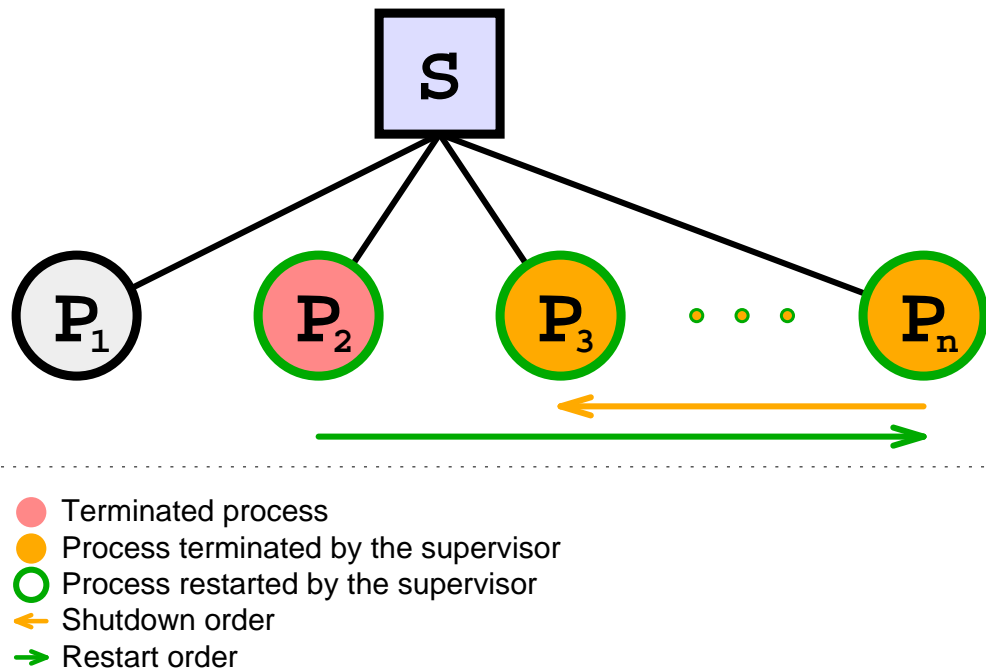 S
P1 P2 P3 Pn
Terminated process
Process terminated by the supervisor
Process restarted by the supervisor
Shutdown order
Restart order